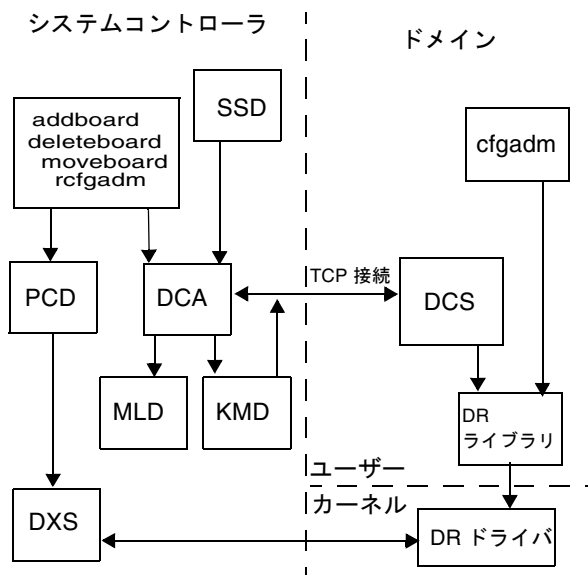 システムコントローラ
ドメイン
addboard
deleteboard
moveboard
rcfgadm
SSD
cfgadm
PCD
DCA
TCP 接続
DCS
MLD
KMD
DR
ライブラリ
ユーザー
カーネル
DXS
DR ドライバ